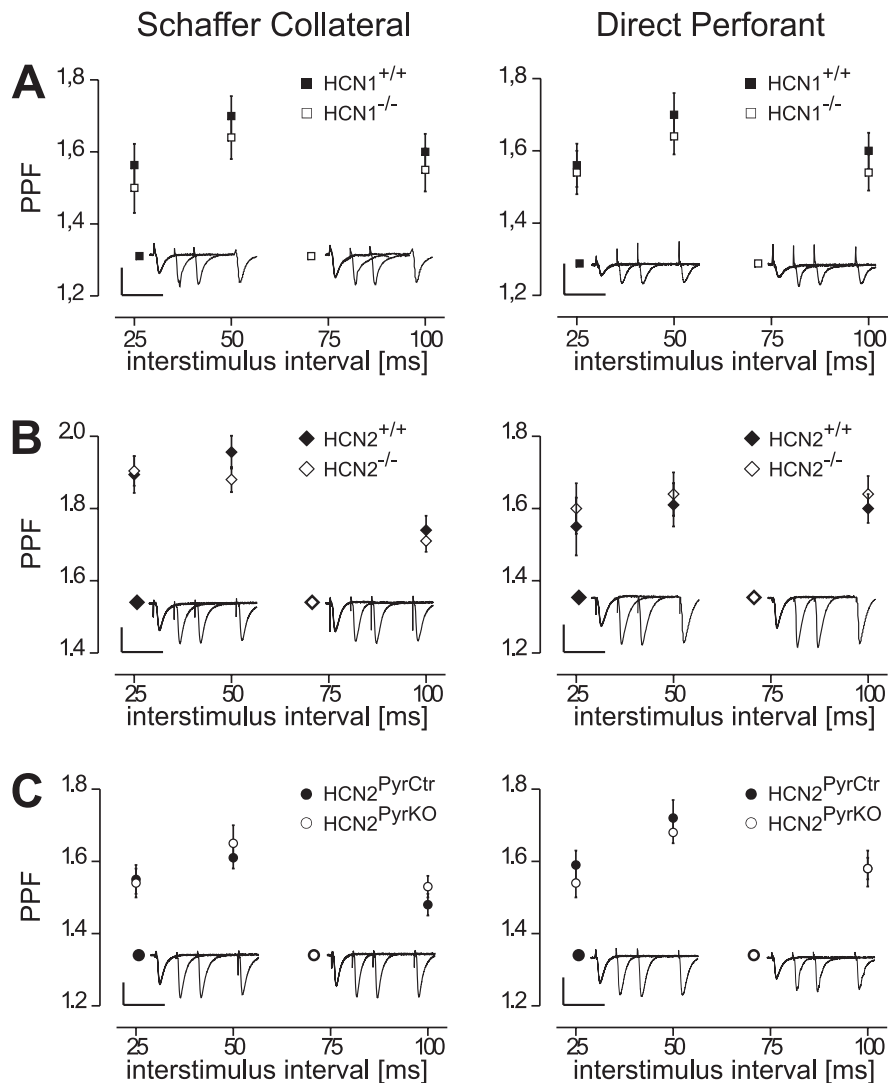 Schaffer Collateral
Direct Perforant
A
PPF
1,8
1,6
1,4
1,2
HCN1+/+
HCN1-/-
25
50
75
100
interstimulus interval [ms]
1,8
1,6
1,4
1,2
HCN1+/+
HCN1-/-
25
50
75
100
interstimulus interval [ms]
B
PPF
2.0
1.8
1.6
1.4
HCN2+/+
HCN2-/-
25
50
75
100
interstimulus interval [ms]
1.8
1.6
1.4
1.2
HCN2+/+
HCN2-/-
25
50
75
100
interstimulus interval [ms]
C
PPF
1.8
1.6
1.4
1.2
HCN2PyrCtr
HCN2PyrKO
25
50
75
100
interstimulus interval [ms]
1.8
1.6
1.4
1.2
HCN2PyrCtr
HCN2PyrKO
25
50
75
100
interstimulus interval [ms]